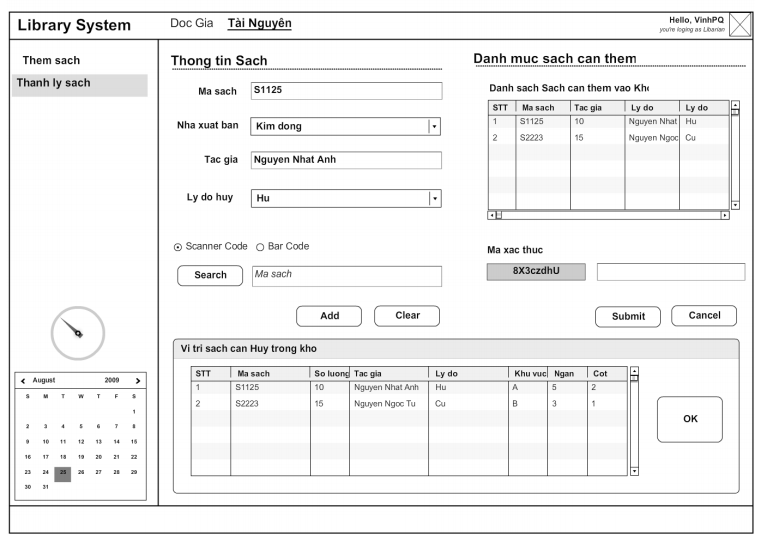 Library System
Doc Gia Tài Nguyên
Hello, VinhPQ
you're loging as Libarian
Them sach
Thanh ly sach
Thong tin Sach
Ma sach S1125
Nha xuat ban Kim dong
Tac gia Nguyen Nhat Anh
Ly do huy Hu
Scanner Code Bar Code
Search Ma sach
Add Clear
Danh muc sach can them
Danh sach Sach can them vao Kho
STT Ma sach Tac gia Ly do Ly do
1 S1125 10 Nguyen Nhat Hu
2 S2223 15 Nguyen Ngoc Cu
Ma xac thuc
8X3czdhU
Submit Cancel
Vi tri sach can Huy trong kho
STT Ma sach So luong Tac gia Ly do Khu vuc Ngan Cot
1 S1125 10 Nguyen Nhat Anh Hu A 5 2
2 S2223 15 Nguyen Ngoc Tu Cu B 3 1
OK
August 2009
S M T W T F S
1
2 3 4 5 6 7 8
9 10 11 12 13 14 15
16 17 18 19 20 21 22
23 24 25 26 27 28 29
30 31